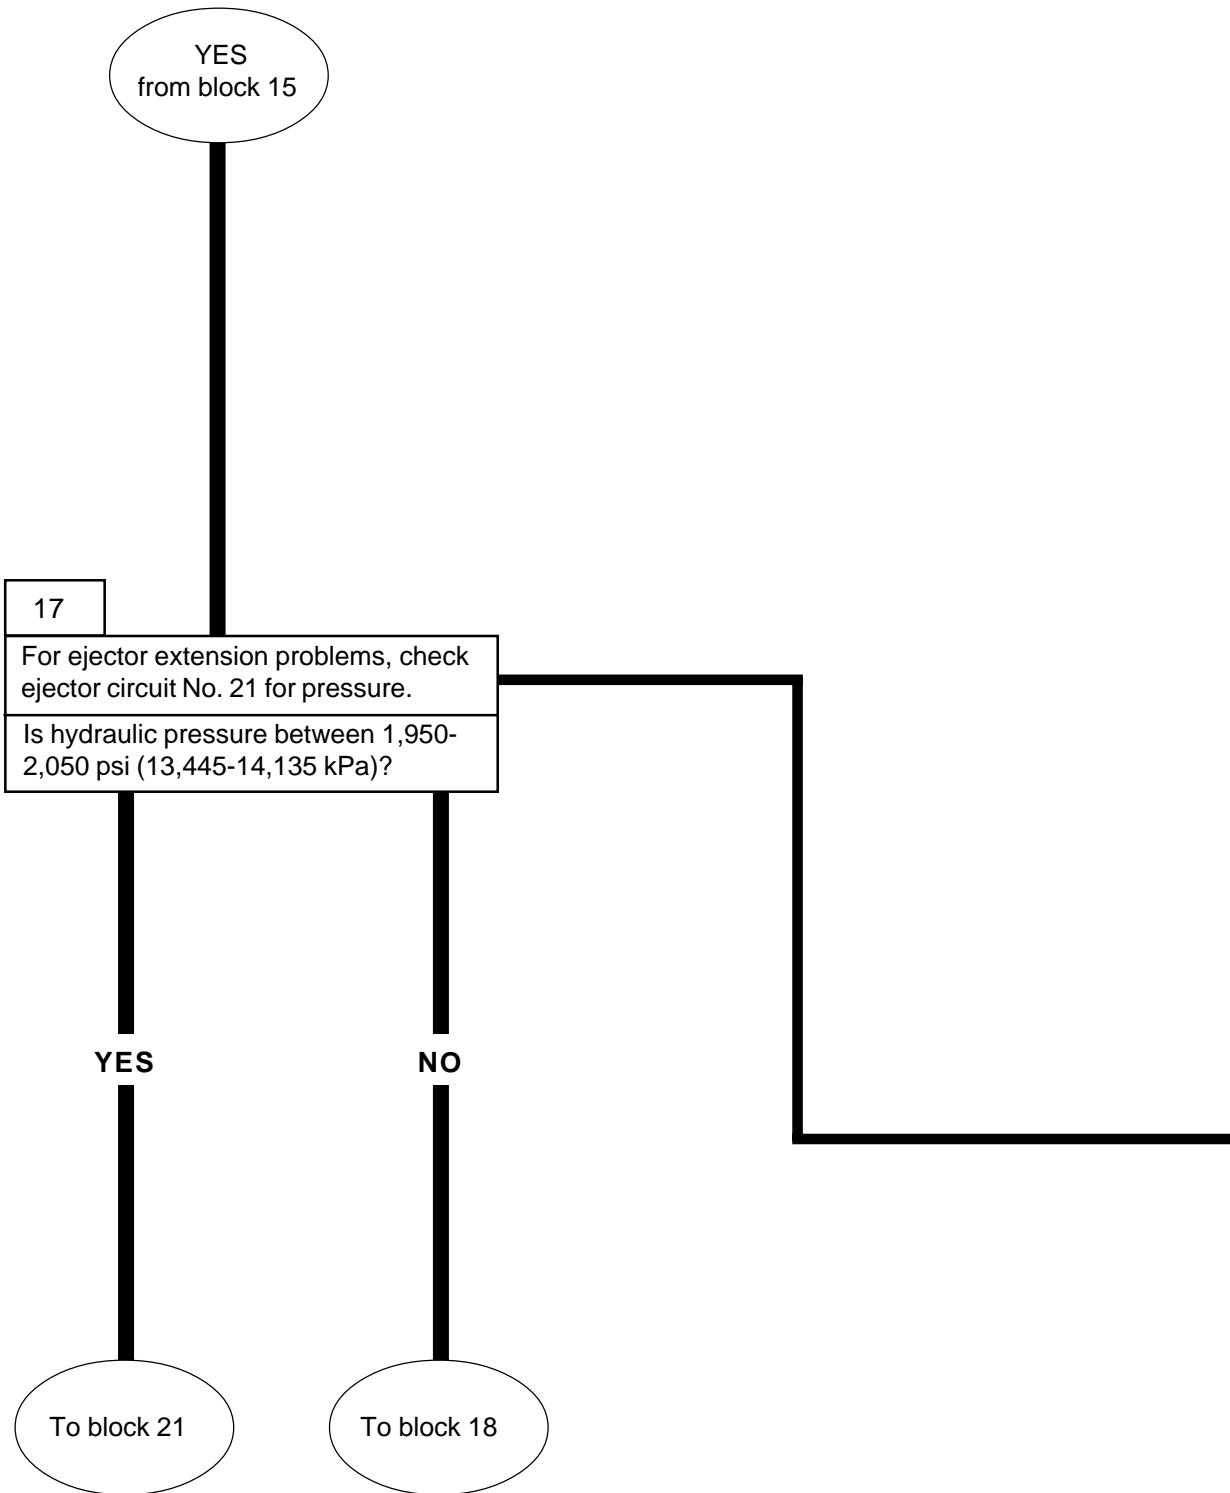 YES
from block 15
17
For ejector extension problems, check
ejector circuit No. 21 for pressure.
Is hydraulic pressure between 1,950-
2,050 psi (13,445-14,135 kPa)?
YES
NO
To block 21
To block 18